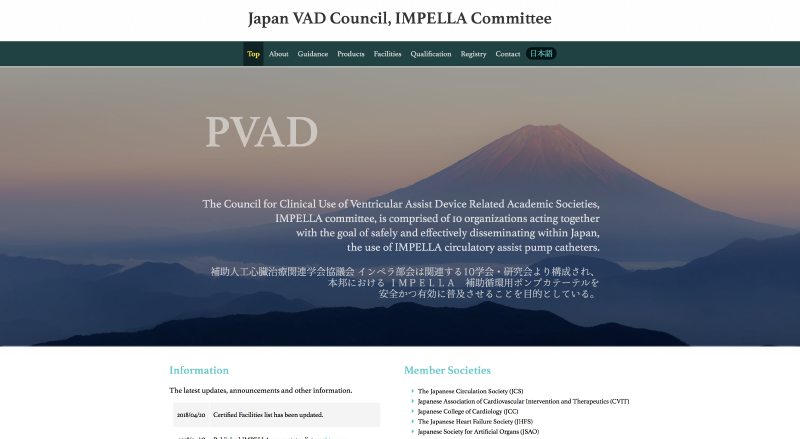 Japan VAD Council, IMPELLA Committee
Top About Guidance Products Facilities Qualification Registry Contact 日本語
PVAD
The Council for Clinical Use of Ventricular Assist Device Related Academic Societies,
IMPELLA committee, is comprised of 10 organizations acting together
with the goal of safely and effectively disseminating within Japan,
the use of IMPELLA circulatory assist pump catheters.
補助人工心臓治療関連学会協議会 インペラ部会は関連する10学会・研究会より構成され、
本邦における ＩＭＰＥＬＬＡ　補助循環用ポンプカテーテルを
安全かつ有効に普及させることを目的としている。
Information
The latest updates, announcements and other information.
2018/04/20 Certified Facilities list has been updated.
Member Societies
The Japanese Circulation Society (JCS)
Japanese Association of Cardiovascular Intervention and Therapeutics (CVIT)
Japanese College of Cardiology (JCC)
The Japanese Heart Failure Society (JHFS)
Japanese Society for Artificial Organs (JSAO)